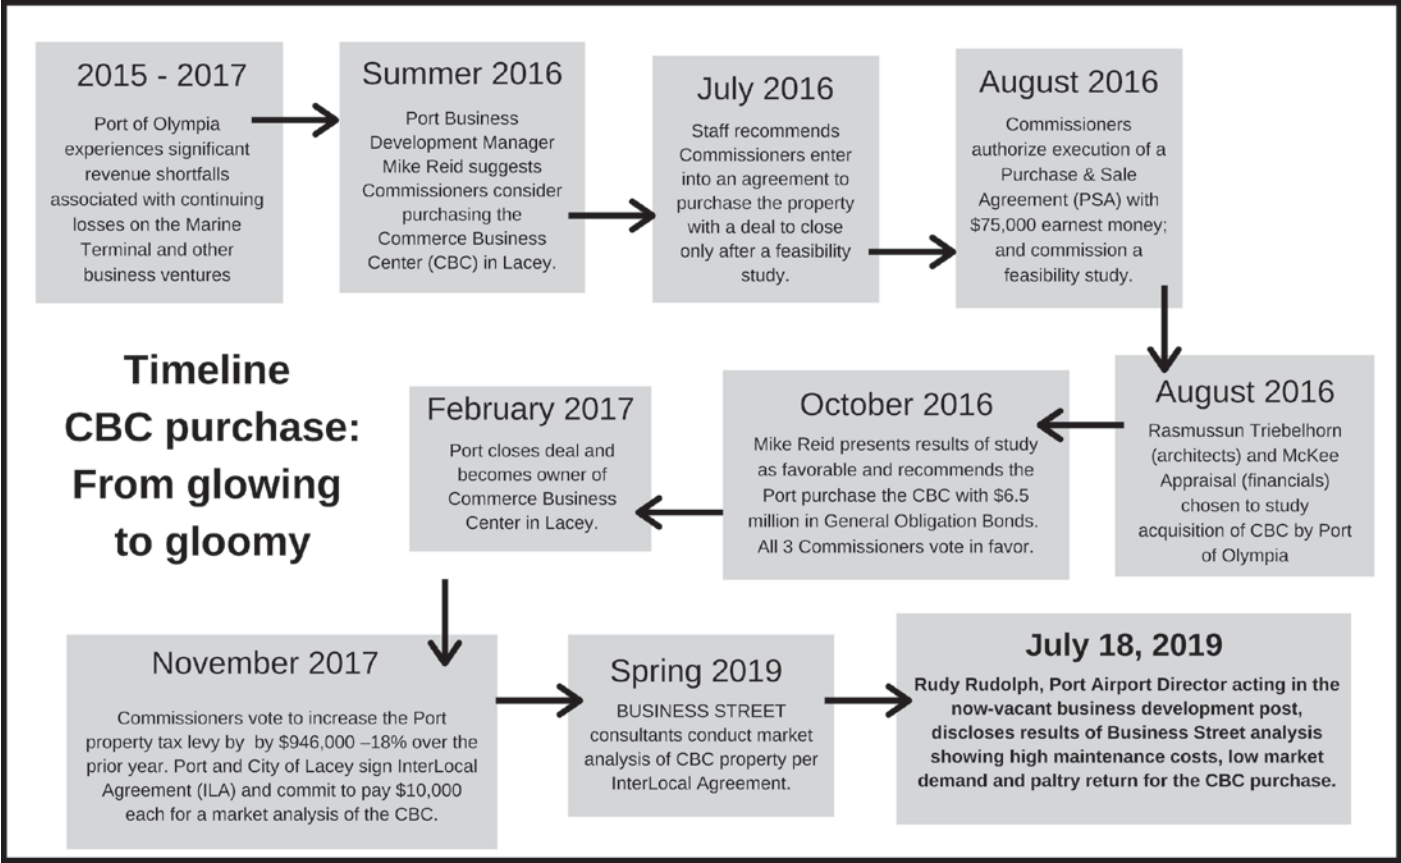 2015 - 2017
Port of Olympia
experiences significant
revenue shortfalls
associated with continuing
losses on the Marine
Terminal and other
business ventures
Summer 2016
Port Business
Development Manager
Mike Reid suggests
Commissioners consider
purchasing the
Commerce Business
Center (CBC) in Lacey.
July 2016
Staff recommends
Commissioners enter
into an agreement to
purchase the property
with a deal to close
only after a feasibility
study.
August 2016
Commissioners
authorize execution of a
Purchase & Sale
Agreement (PSA) with
$75,000 earnest money;
and commission a
feasibility study.
Timeline
CBC purchase:
From glowing
to gloomy
August 2016
Rasmussun Triebelhorn
(architects) and McKee
Appraisal (financials)
chosen to study
acquisition of CBC by Port
of Olympia
October 2016
Mike Reid presents results of study
as favorable and recommends the
Port purchase the CBC with $6.5
million in General Obligation Bonds.
All 3 Commissioners vote in favor.
February 2017
Port closes deal and
becomes owner of
Commerce Business
Center in Lacey.
November 2017
Commissioners vote to increase the Port
property tax levy by  by $946,000 –18% over the
prior year. Port and City of Lacey sign InterLocal
Agreement (ILA) and commit to pay $10,000
each for a market analysis of the CBC.
Spring 2019
BUSINESS STREET
consultants conduct market
analysis of CBC property per
InterLocal Agreement.
July 18, 2019
Rudy Rudolph, Port Airport Director acting in the
now-vacant business development post,
discloses results of Business Street analysis
showing high maintenance costs, low market
demand and paltry return for the CBC purchase.